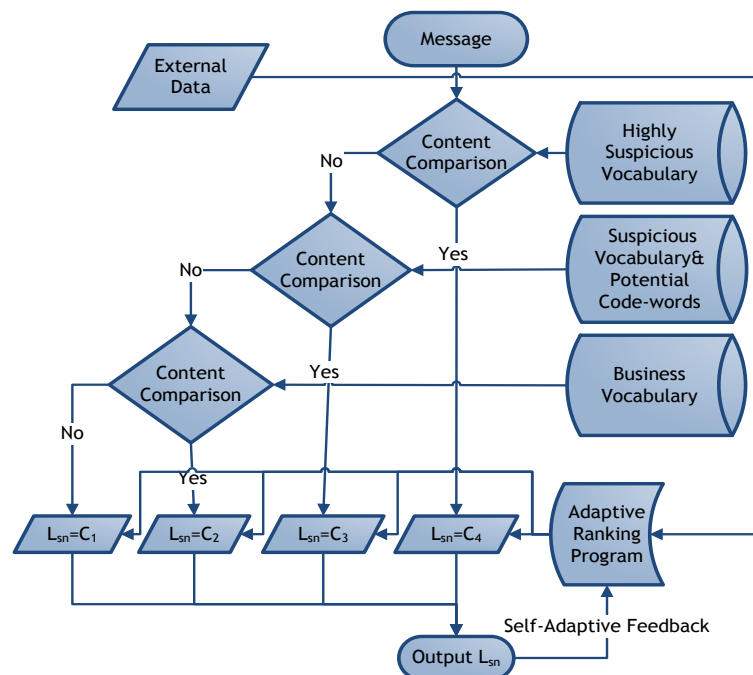 Message
External
Data
Content
Comparison
Highly
Suspicious
Vocabulary
No
Yes
Content
Comparison
Suspicious
Vocabulary&
Potential
Code-words
No
Yes
Content
Comparison
Business
Vocabulary
No
Yes
Lsn=C1
Lsn=C2
Lsn=C3
Lsn=C4
Adaptive
Ranking
Program
Self-Adaptive Feedback
Output Lsn